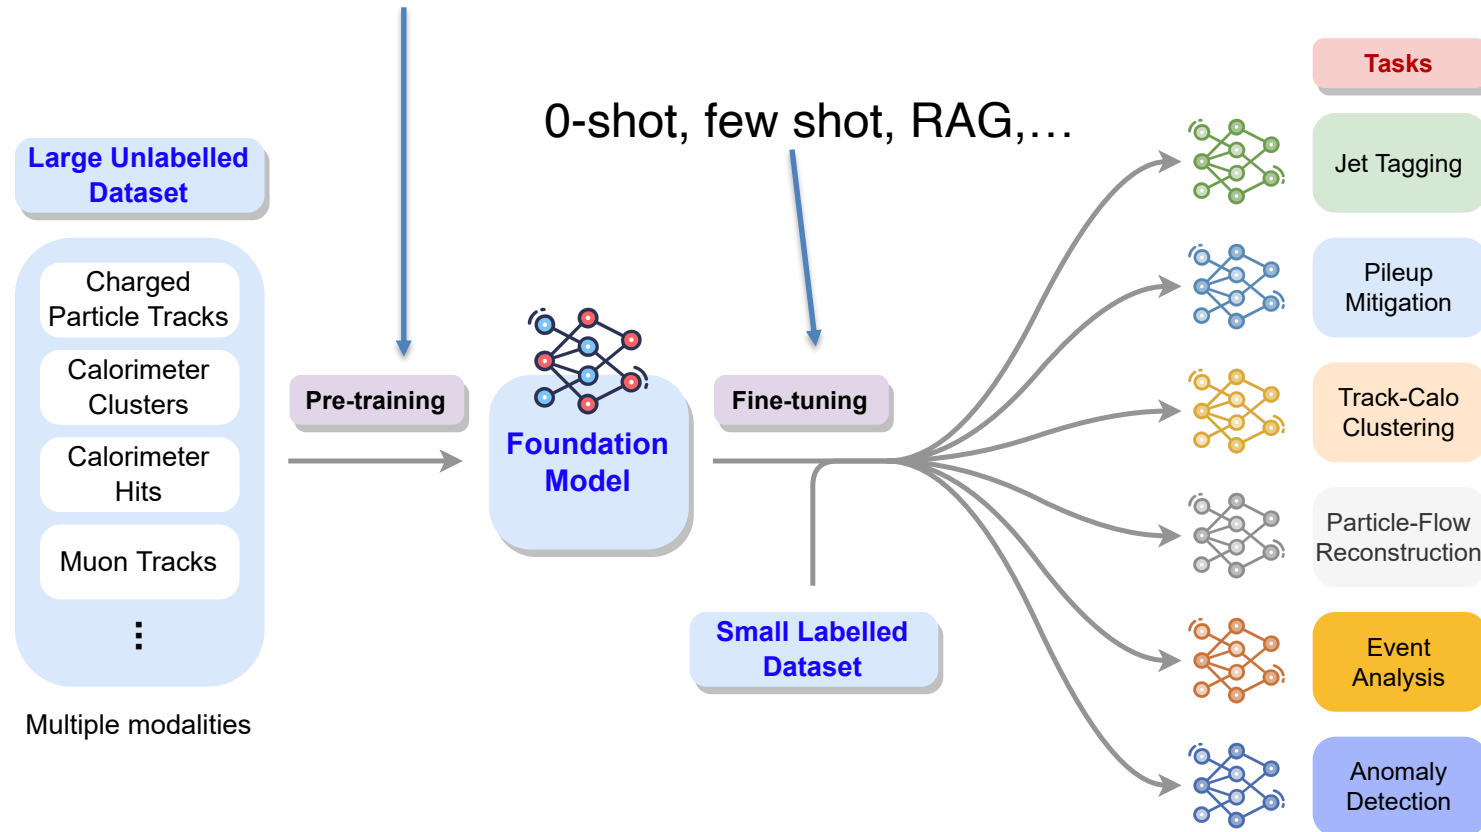 0-shot, few shot, RAG,...
Large Unlabelled
Dataset
Charged
Particle Tracks
Calorimeter
Clusters
Calorimeter
Hits
Muon Tracks
⋮
Multiple modalities
Pre-training
Foundation
Model
Fine-tuning
Small Labelled
Dataset
Tasks
Jet Tagging
Pileup
Mitigation
Track-Calo
Clustering
Particle-Flow
Reconstruction
Event
Analysis
Anomaly
Detection